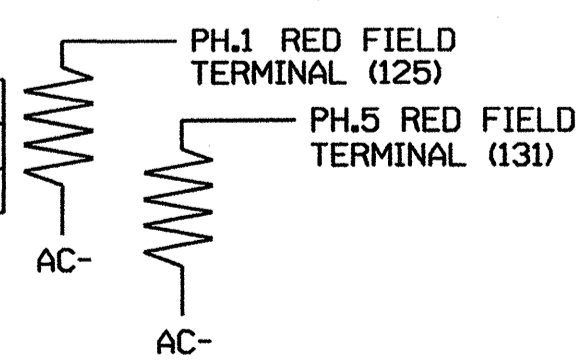 PH.1 RED FIELD
TERMINAL (125)
PH.5 RED FIELD
TERMINAL (131)
AC-
AC-